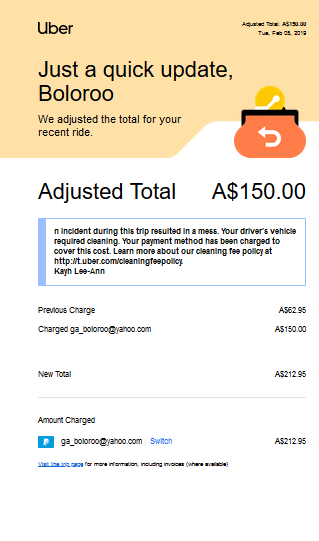 Uber
Adjusted Total: A$150.00
Tue, Feb 05, 2019
Just a quick update,
Boloroo
We adjusted the total for your
recent ride.
Adjusted Total A$150.00
n incident during this trip resulted in a mess. Your driver's vehicle
required cleaning. Your payment method has been charged to
cover this cost. Learn more about our cleaning fee policy at
http://t.uber.com/cleaningfeepolicy.
Kayh Lee-Ann
Previous Charge A$62.95
Charged ga_boloroo@yahoo.com A$150.00
New Total A$212.95
Amount Charged
ga_boloroo@yahoo.com | Switch A$212.95
Visit the trip page for more information, including invoices (where available)